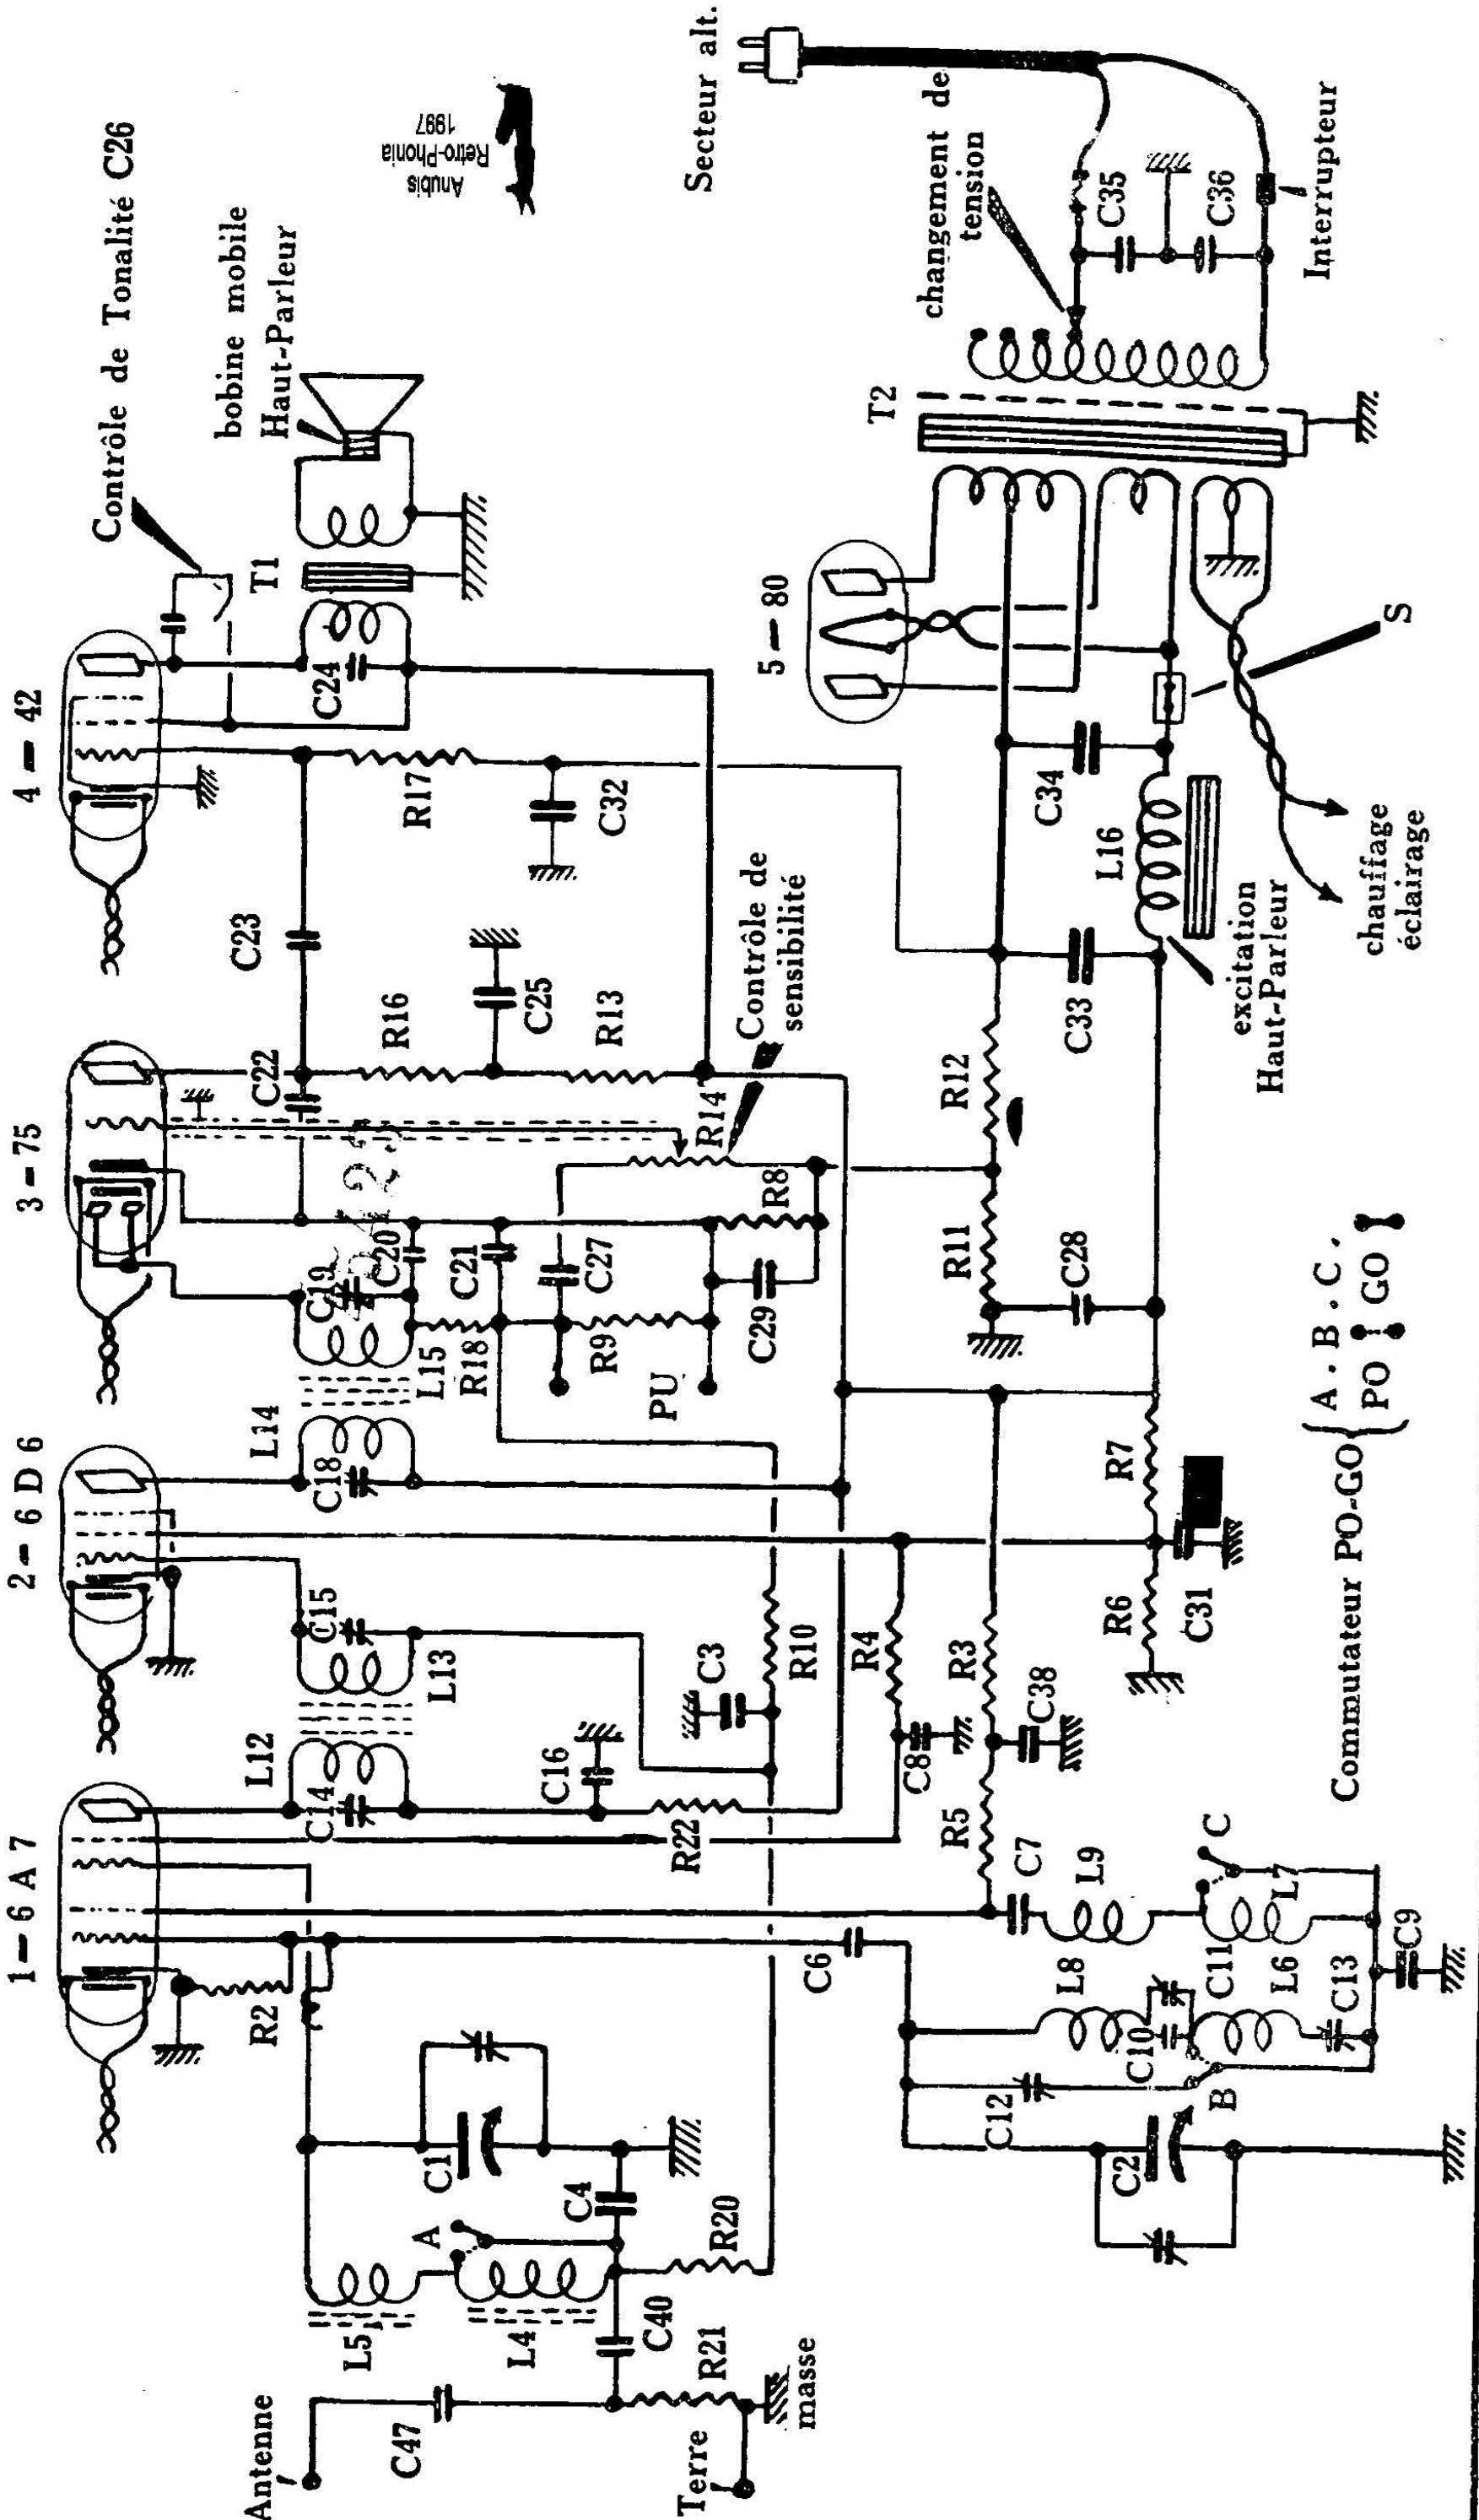 1 — 6 A 7
2 — 6 D 6
3 — 75
4 — 42
Contrôle de Tonalité C26
bobine mobile
Haut-Parleur
Anubis
Retro-Phonia
1997
T1
C24
R17
C32
C23
C22
R16
C25
R13
R14
Contrôle de
sensibilité
C19
C20
C21
C27
R8
R9
C29
PU
L15
R18
L14
C18
C15
L13
L12
C14
C16
C3
R10
R22
R2
C1
C4
A
R20
L5
L4
C40
R21
masse
C47
Antenne
Terre
5 — 80
T2
Secteur alt.
changement de
tension
C35
C36
Interrupteur
S
C34
L16
C33
excitation
Haut-Parleur
chauffage
éclairage
R12
R11
C28
R7
R6
C31
R4
R3
C8
C38
R5
C7
C6
L9
C
L7
L8
C11
L6
C10
C13
C9
C12
B
C2
Commutateur PO-GO
A . B . C .
PO
GO